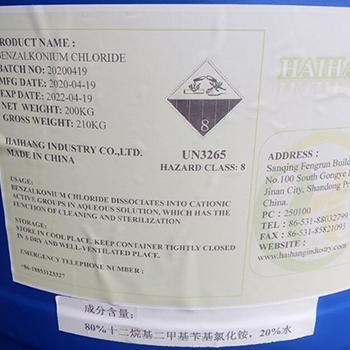 PRODUCT NAME :
BENZALKONIUM CHLORIDE
BATCH NO: 20200419
MFG DATE: 2020-04-19
EXP DATE: 2022-04-19
NET WEIGHT: 200KG
GROSS WEIGHT: 210KG
HAIHANG INDUSTRY CO.,LTD.
MADE IN CHINA
8
UN3265
HAZARD CLASS: 8
HAIHA
ADDRESS :
Sanqing Fengrun Buil
No.100 South Gongye
Jinan City, Shandong P
China.
PC : 250100
TEL : +86-531-88032799
FAX : +86-531-85821093
WEBSITE :
www.haihangindustry.com
USAGE:
BENZALKONIUM CHLORIDE DISSOCIATES INTO CATIONIC
ACTIVE GROUPS IN AQUEOUS SOLUTION, WHICH HAS THE
FUNCTION OF CLEANING AND STERILIZATION
STORAGE:
STORE IN COOL PLACE, KEEP CONTAINER TIGHTLY CLOSED
IN A DRY AND WELL-VENTILATED PLACE.
EMERGENCY TELEPHONE NUMBER :
+86-18853123327
成分含量:
80%十二烷基二甲基苄基氯化铵, 20%水